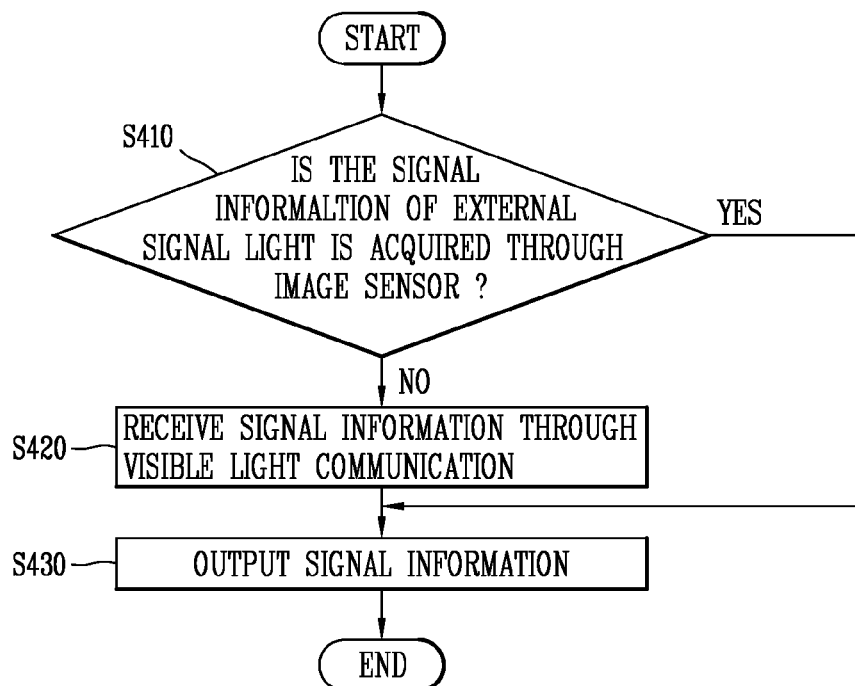 START
S410
IS THE SIGNAL
INFORMALTION OF EXTERNAL
SIGNAL LIGHT IS ACQUIRED THROUGH
IMAGE SENSOR ?
YES
NO
S420
RECEIVE SIGNAL INFORMATION THROUGH
VISIBLE LIGHT COMMUNICATION
S430
OUTPUT SIGNAL INFORMATION
END